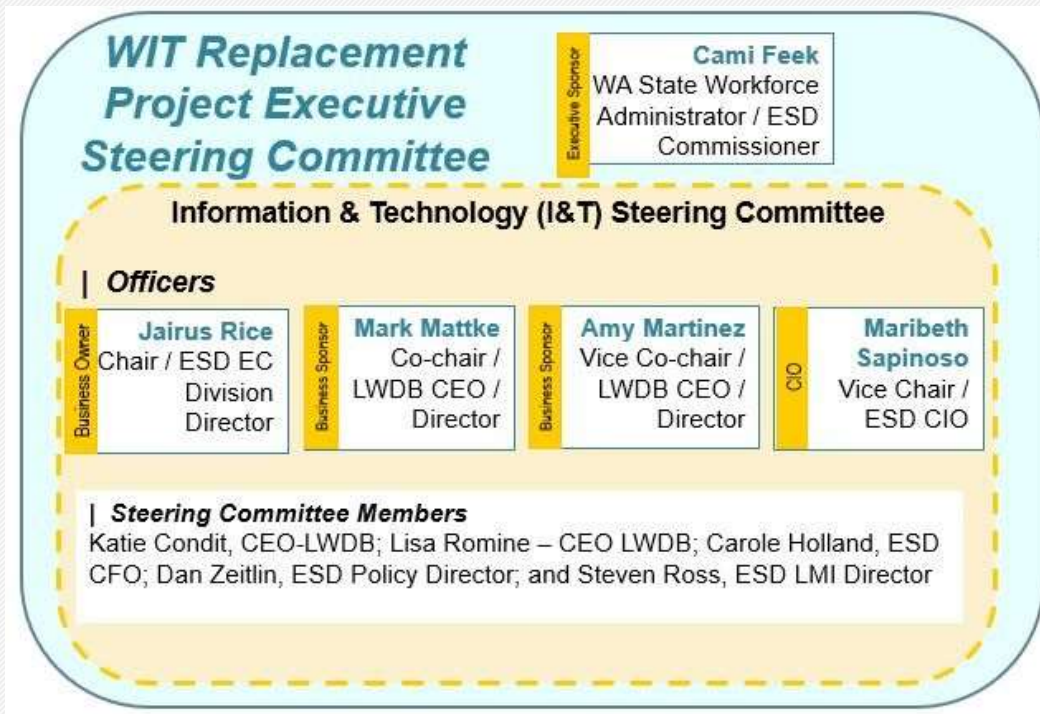 WIT Replacement
Project Executive
Steering Committee
Executive Sponsor
Cami Feek
WA State Workforce
Administrator / ESD
Commissioner
Information & Technology (I&T) Steering Committee
| Officers
Business Owner
Jairus Rice
Chair / ESD EC
Division
Director
Business Sponsor
Mark Mattke
Co-chair /
LWDB CEO /
Director
Business Sponsor
Amy Martinez
Vice Co-chair /
LWDB CEO /
Director
CIO
Maribeth
Sapinoso
Vice Chair /
ESD CIO
| Steering Committee Members
Katie Condit, CEO-LWDB; Lisa Romine – CEO LWDB; Carole Holland, ESD
CFO; Dan Zeitlin, ESD Policy Director; and Steven Ross, ESD LMI Director